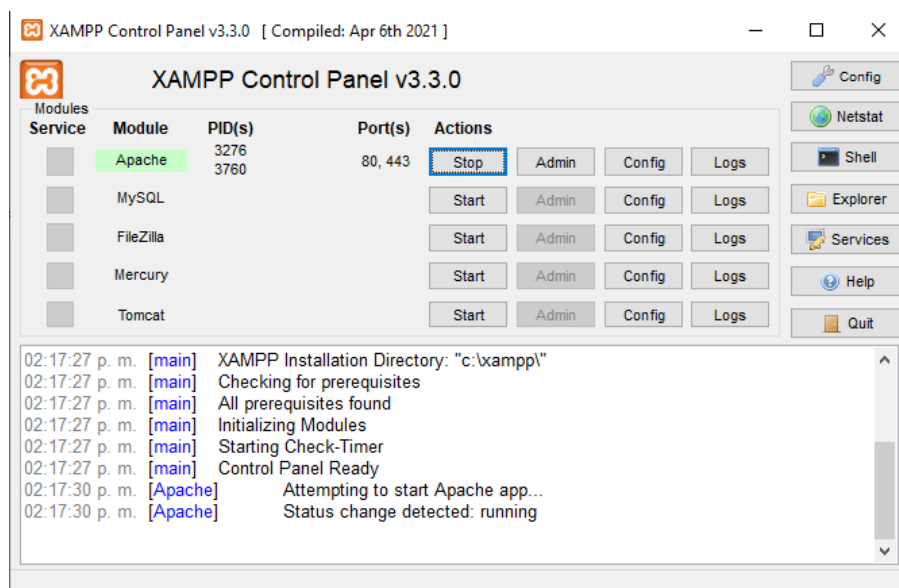 XAMPP Control Panel v3.3.0 [ Compiled: Apr 6th 2021 ]
XAMPP Control Panel v3.3.0
Config
Modules
Service Module PID(s) Port(s) Actions
Netstat
Apache 3276 3760 80, 443 Stop Admin Config Logs
Shell
MySQL Start Admin Config Logs
Explorer
FileZilla Start Admin Config Logs
Services
Mercury Start Admin Config Logs
Help
Tomcat Start Admin Config Logs
Quit
02:17:27 p. m. [main] XAMPP Installation Directory: "c:\xampp\"
02:17:27 p. m. [main] Checking for prerequisites
02:17:27 p. m. [main] All prerequisites found
02:17:27 p. m. [main] Initializing Modules
02:17:27 p. m. [main] Starting Check-Timer
02:17:27 p. m. [main] Control Panel Ready
02:17:30 p. m. [Apache] Attempting to start Apache app...
02:17:30 p. m. [Apache] Status change detected: running